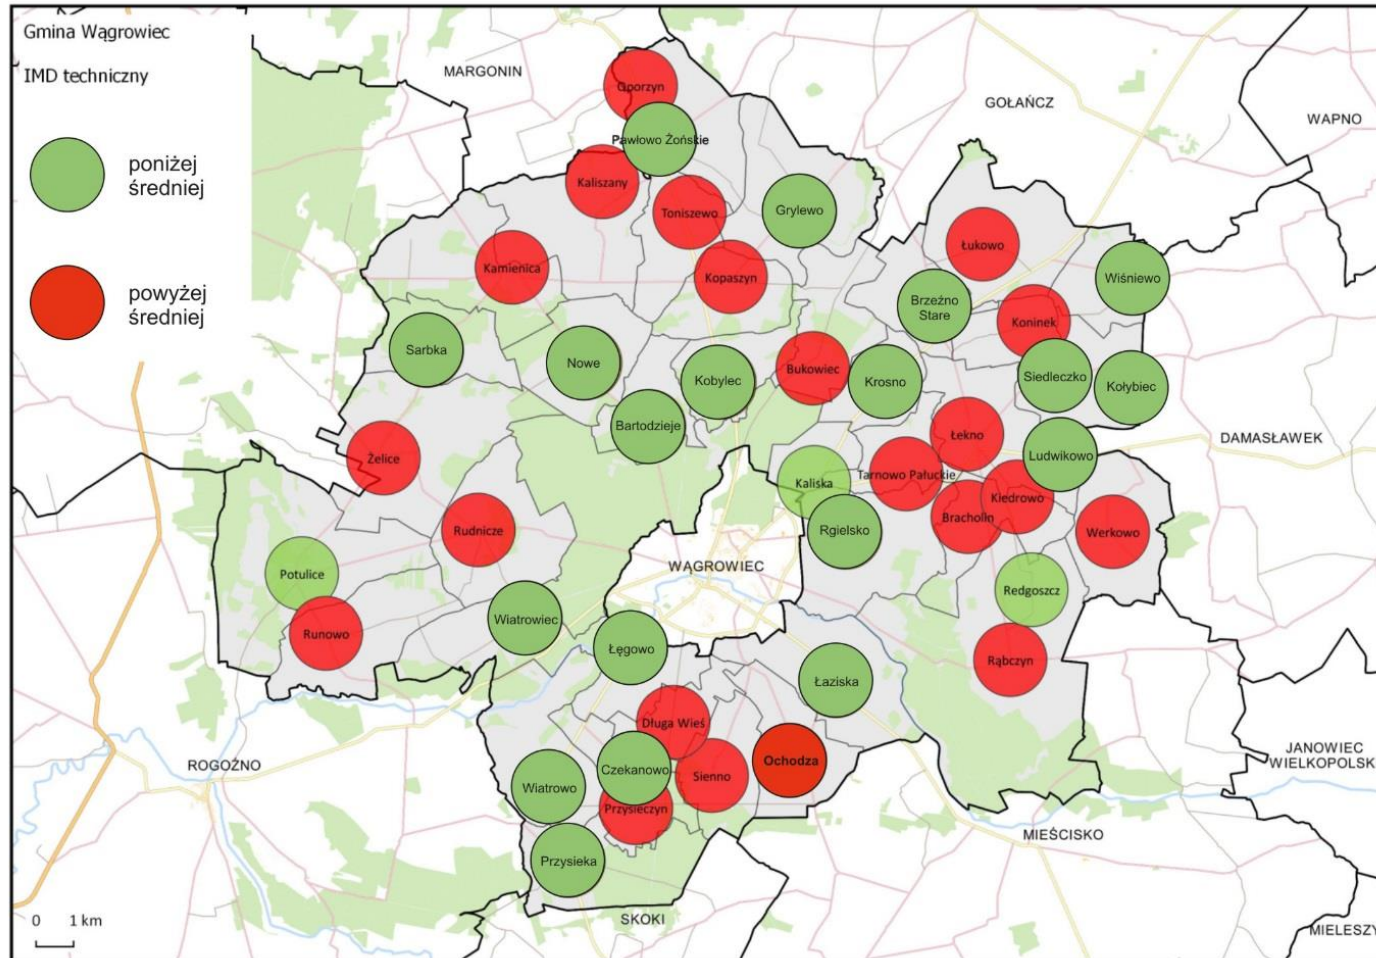 Gmina Wągrowiec
IMD techniczny
poniżej
średniej
powyżej
średniej
MARGONIN
GOŁAŃCZ
WAPNO
Oporzyn
Pawłowo Żońskie
Kaliszany
Toniszewo
Grylewo
Kamienica
Kopaszyn
Łukowo
Wiśniewo
Brzeźno
Stare
Koninek
Sarbka
Nowe
Kobylec
Bukowiec
Krosno
Siedleczko
Kołybiec
Bartodzieje
Łekno
DAMASŁAWEK
Żelice
Ludwikowo
Kaliska
Tarnowo Pałuckie
Kiedrowo
Bracholin
Rgielsko
Rudnicze
Werkowo
WĄGROWIEC
Potulice
Redgoszcz
Wiatrowiec
Runowo
Łęgowo
Rąbczyn
Łaziska
Długa Wieś
JANOWIEC
WIELKOPOLSK
ROGOŹNO
Ochodza
Czekanowo
Sienno
Wiatrowo
Przysieczyn
MIEŚCISKO
Przysieka
SKOKI
0 1 km
MIELESZY